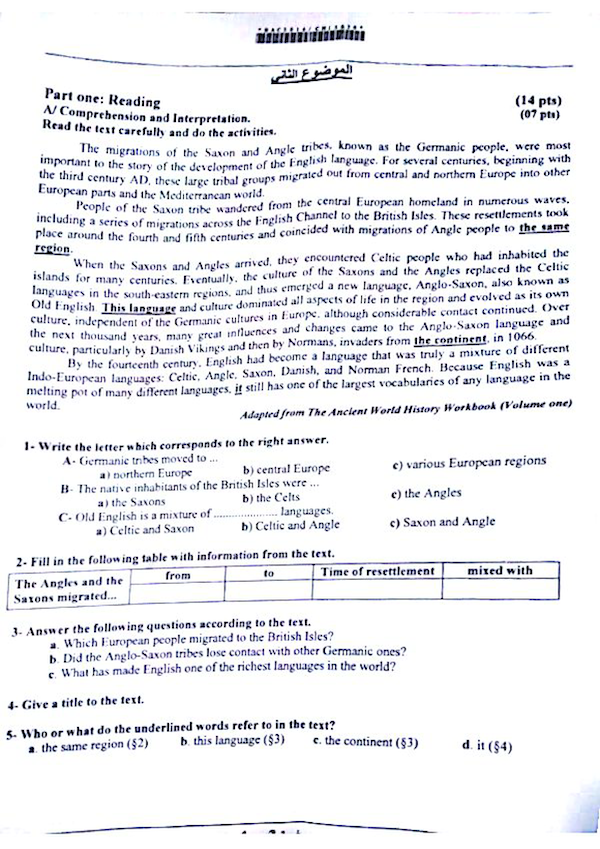 الموضوع الثاني
Part one: Reading (14 pts)
A/ Comprehension and Interpretation. (07 pts)
Read the text carefully and do the activities.
The migrations of the Saxon and Angle tribes, known as the Germanic people, were most
important to the story of the development of the English language. For several centuries, beginning with
the third century AD, these large tribal groups migrated out from central and northern Europe into other
European parts and the Mediterranean world.
People of the Saxon tribe wandered from the central European homeland in numerous waves,
including a series of migrations across the English Channel to the British Isles. These resettlements took
place around the fourth and fifth centuries and coincided with migrations of Angle people to the same
region.
When the Saxons and Angles arrived, they encountered Celtic people who had inhabited the
islands for many centuries. Eventually, the culture of the Saxons and the Angles replaced the Celtic
languages in the south-eastern regions, and thus emerged a new language, Anglo-Saxon, also known as
Old English. This language and culture dominated all aspects of life in the region and evolved as its own
culture, independent of the Germanic cultures in Europe, although considerable contact continued. Over
the next thousand years, many great influences and changes came to the Anglo-Saxon language and
culture, particularly by Danish Vikings and then by Normans, invaders from the continent, in 1066.
By the fourteenth century, English had become a language that was truly a mixture of different
Indo-European languages: Celtic, Angle, Saxon, Danish, and Norman French. Because English was a
melting pot of many different languages, it still has one of the largest vocabularies of any language in the
world.
Adapted from The Ancient World History Workbook (Volume one)
1- Write the letter which corresponds to the right answer.
A- Germanic tribes moved to ...
a) northern Europe b) central Europe c) various European regions
B- The native inhabitants of the British Isles were ...
a) the Saxons b) the Celts c) the Angles
C- Old English is a mixture of .................... languages.
a) Celtic and Saxon b) Celtic and Angle c) Saxon and Angle
2- Fill in the following table with information from the text.
from to Time of resettlement mixed with
The Angles and the
Saxons migrated...
3- Answer the following questions according to the text.
a. Which European people migrated to the British Isles?
b. Did the Anglo-Saxon tribes lose contact with other Germanic ones?
c. What has made English one of the richest languages in the world?
4- Give a title to the text.
5- Who or what do the underlined words refer to in the text?
a. the same region (§2) b. this language (§3) c. the continent (§3) d. it (§4)